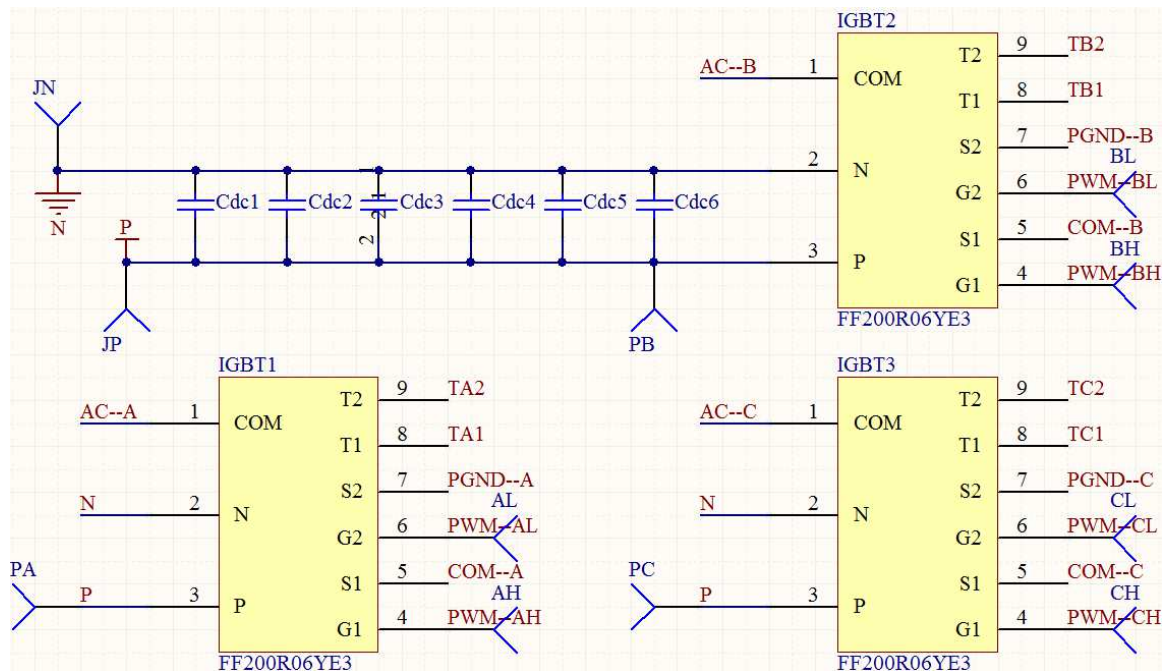 IGBT2
AC--B 1 COM T2 9 TB2
T1 8 TB1
JN
S2 7 PGND--B
BL
2 N G2 6 PWM--BL
Cdc1 Cdc2 1 1 2 Cdc3 Cdc4 Cdc5 Cdc6
N P
2
S1 5 COM--B
BH
3 P G1 4 PWM--BH
FF200R06YE3
JP PB
IGBT1
AC--A 1 COM T2 9 TA2
T1 8 TA1
S2 7 PGND--A
AL
N 2 N G2 6 PWM--AL
S1 5 COM--A
AH
PA
P 3 P G1 4 PWM--AH
FF200R06YE3
IGBT3
AC--C 1 COM T2 9 TC2
T1 8 TC1
S2 7 PGND--C
CL
N 2 N G2 6 PWM--CL
S1 5 COM--C
CH
PC
P 3 P G1 4 PWM--CH
FF200R06YE3